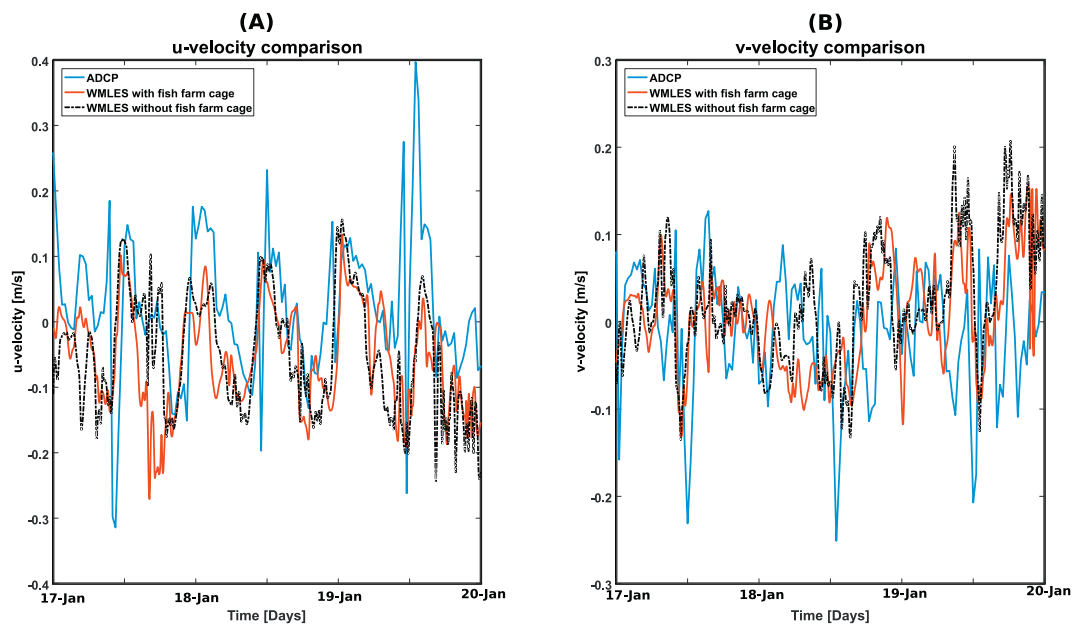 (A)
u-velocity comparison
ADCP
WMLES with fish farm cage
WMLES without fish farm cage
0.4
0.3
0.2
0.1
0
-0.1
-0.2
-0.3
-0.4
u-velocity [m/s]
17-Jan
18-Jan
19-Jan
20-Jan
Time [Days]
(B)
v-velocity comparison
ADCP
WMLES with fish farm cage
WMLES without fish farm cage
0.3
0.2
0.1
0
-0.1
-0.2
-0.3
v-velocity [m/s]
17-Jan
18-Jan
19-Jan
20-Jan
Time [Days]